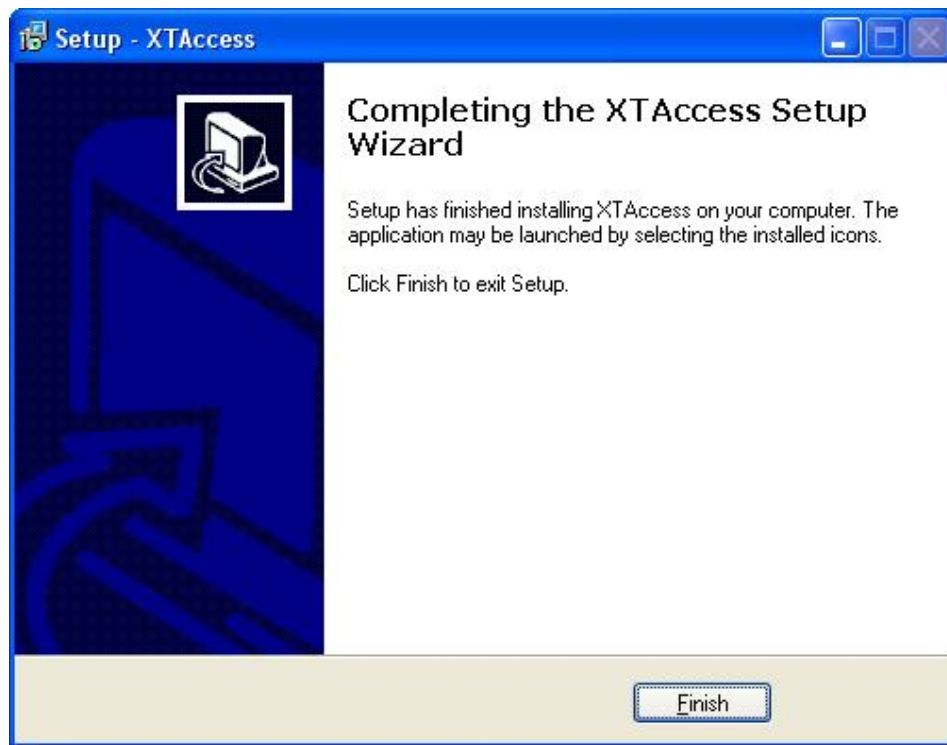 Setup - XTAccess
Completing the XTAccess Setup
Wizard
Setup has finished installing XTAccess on your computer. The
application may be launched by selecting the installed icons.
Click Finish to exit Setup.
Finish